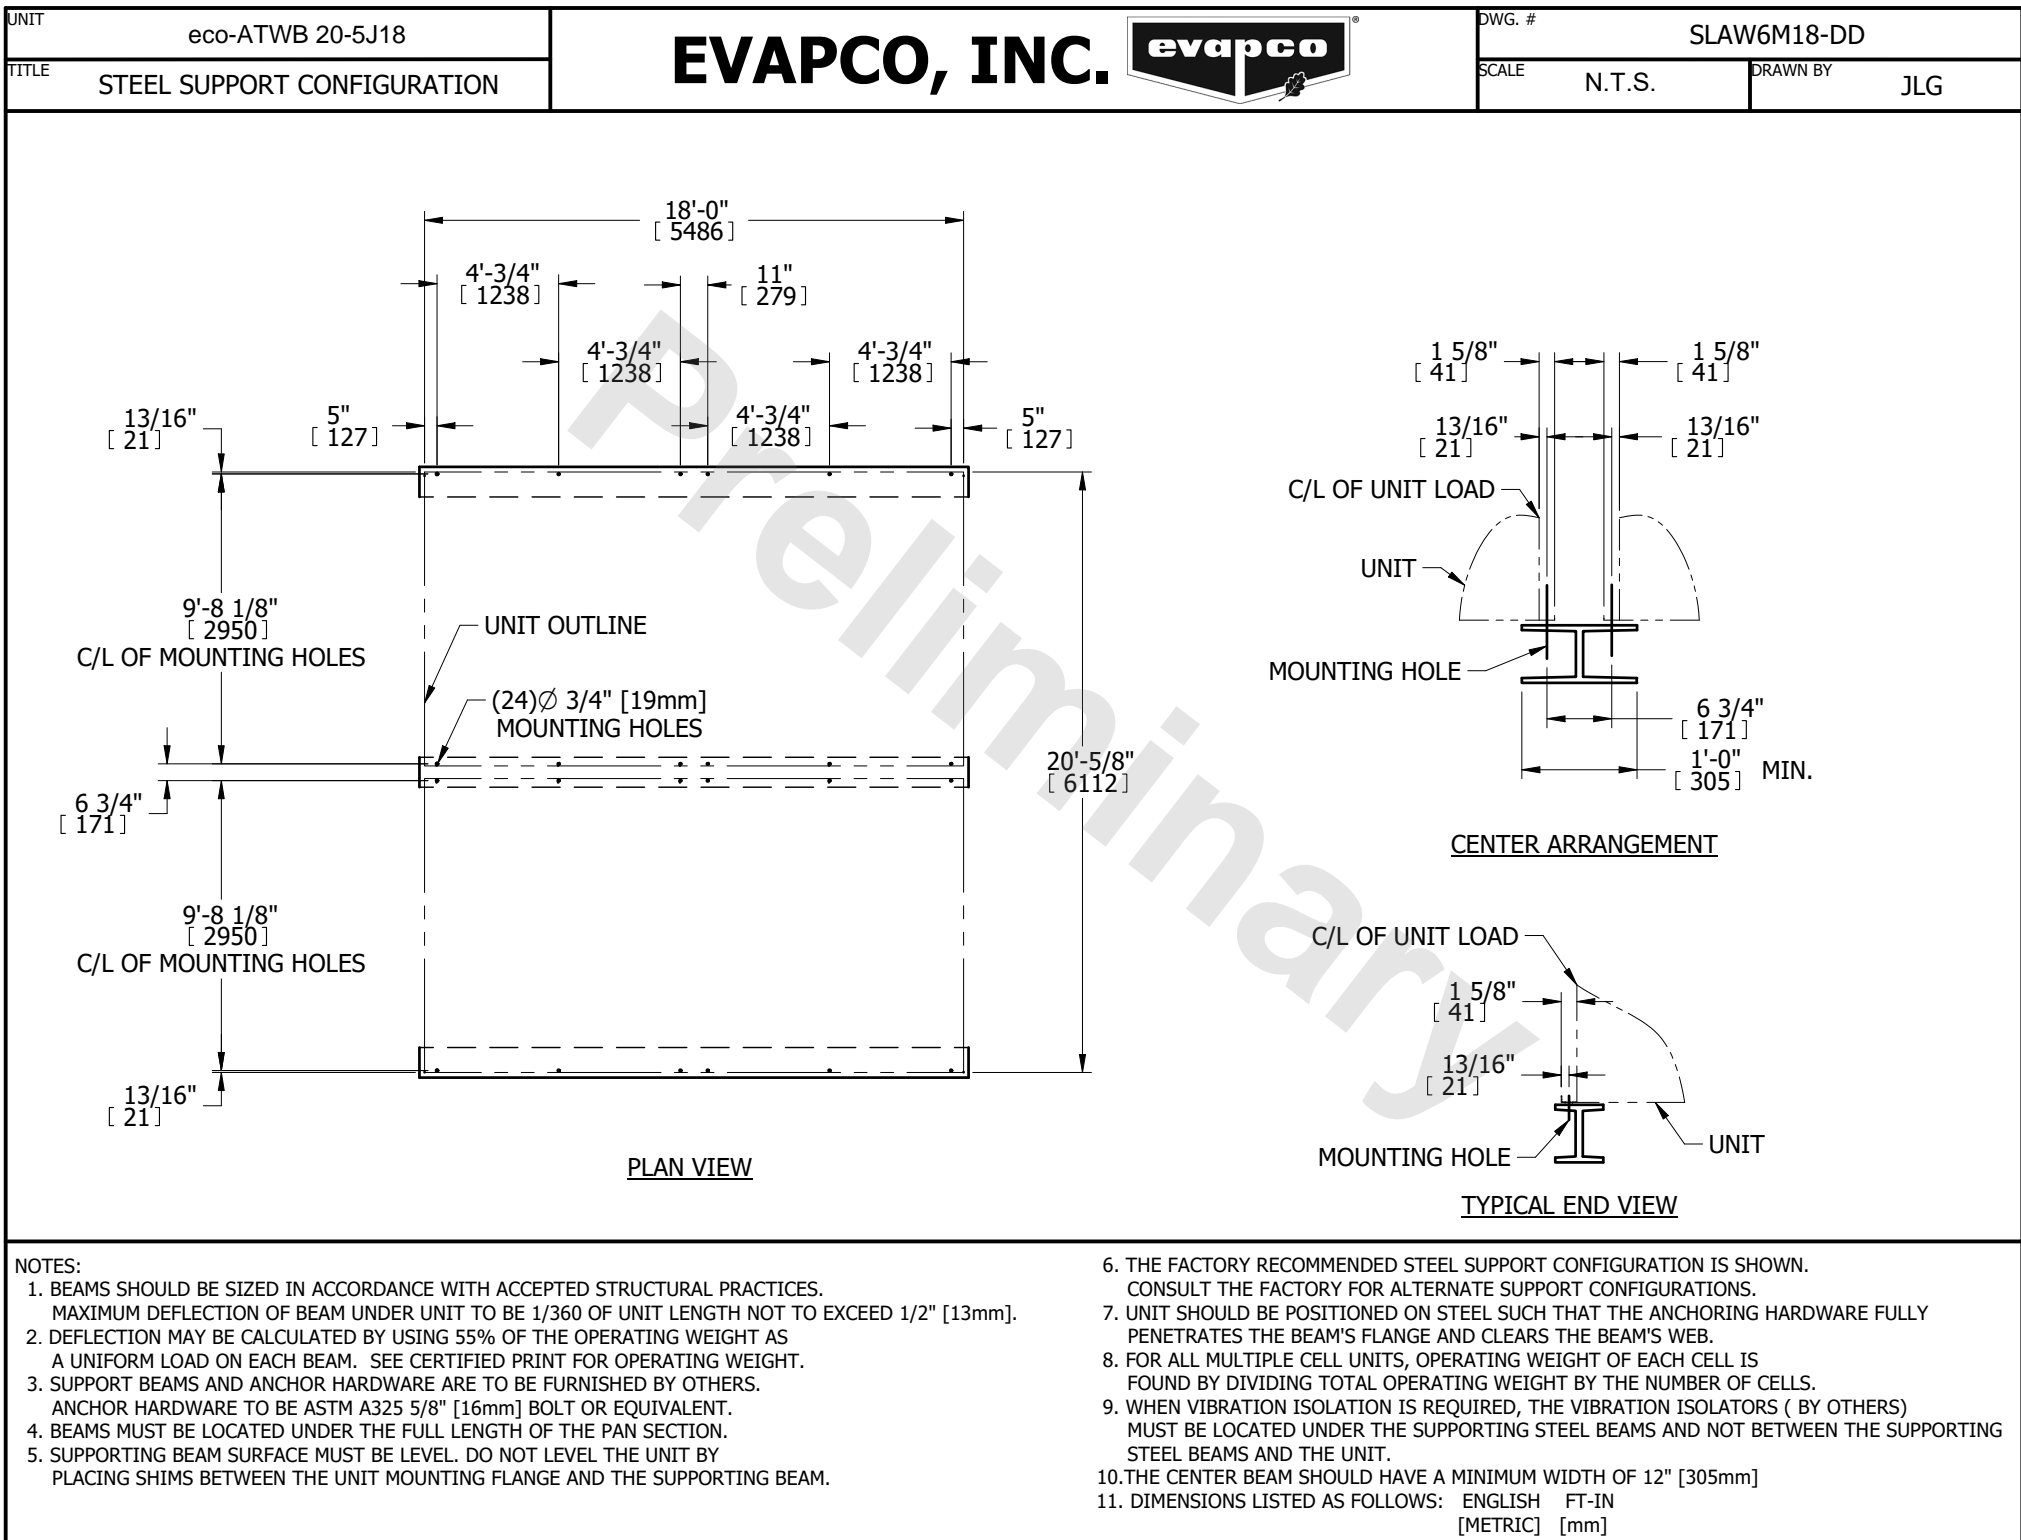 UNIT
eco-ATWB 20-5J18
TITLE
STEEL SUPPORT CONFIGURATION
EVAPCO, INC.
evapco
®
DWG. #
SLAW6M18-DD
SCALE
N.T.S.
DRAWN BY
JLG
18'-0"
[ 5486 ]
4'-3/4"
[ 1238 ]
11"
[ 279 ]
4'-3/4"
[ 1238 ]
4'-3/4"
[ 1238 ]
13/16"
[ 21 ]
5"
[ 127 ]
4'-3/4"
[ 1238 ]
5"
[ 127 ]
9'-8 1/8"
[ 2950 ]
C/L OF MOUNTING HOLES
UNIT OUTLINE
(24)∅ 3/4" [19mm]
MOUNTING HOLES
6 3/4"
[ 171 ]
20'-5/8"
[ 6112 ]
9'-8 1/8"
[ 2950 ]
C/L OF MOUNTING HOLES
13/16"
[ 21 ]
PLAN VIEW
Preliminary
1 5/8"
[ 41 ]
1 5/8"
[ 41 ]
13/16"
[ 21 ]
13/16"
[ 21 ]
C/L OF UNIT LOAD
UNIT
MOUNTING HOLE
6 3/4"
[ 171 ]
1'-0"
[ 305 ] MIN.
CENTER ARRANGEMENT
C/L OF UNIT LOAD
1 5/8"
[ 41 ]
13/16"
[ 21 ]
MOUNTING HOLE
UNIT
TYPICAL END VIEW
NOTES:
1. BEAMS SHOULD BE SIZED IN ACCORDANCE WITH ACCEPTED STRUCTURAL PRACTICES.
MAXIMUM DEFLECTION OF BEAM UNDER UNIT TO BE 1/360 OF UNIT LENGTH NOT TO EXCEED 1/2" [13mm].
2. DEFLECTION MAY BE CALCULATED BY USING 55% OF THE OPERATING WEIGHT AS
A UNIFORM LOAD ON EACH BEAM. SEE CERTIFIED PRINT FOR OPERATING WEIGHT.
3. SUPPORT BEAMS AND ANCHOR HARDWARE ARE TO BE FURNISHED BY OTHERS.
ANCHOR HARDWARE TO BE ASTM A325 5/8" [16mm] BOLT OR EQUIVALENT.
4. BEAMS MUST BE LOCATED UNDER THE FULL LENGTH OF THE PAN SECTION.
5. SUPPORTING BEAM SURFACE MUST BE LEVEL. DO NOT LEVEL THE UNIT BY
PLACING SHIMS BETWEEN THE UNIT MOUNTING FLANGE AND THE SUPPORTING BEAM.
6. THE FACTORY RECOMMENDED STEEL SUPPORT CONFIGURATION IS SHOWN.
CONSULT THE FACTORY FOR ALTERNATE SUPPORT CONFIGURATIONS.
7. UNIT SHOULD BE POSITIONED ON STEEL SUCH THAT THE ANCHORING HARDWARE FULLY
PENETRATES THE BEAM'S FLANGE AND CLEARS THE BEAM'S WEB.
8. FOR ALL MULTIPLE CELL UNITS, OPERATING WEIGHT OF EACH CELL IS
FOUND BY DIVIDING TOTAL OPERATING WEIGHT BY THE NUMBER OF CELLS.
9. WHEN VIBRATION ISOLATION IS REQUIRED, THE VIBRATION ISOLATORS ( BY OTHERS)
MUST BE LOCATED UNDER THE SUPPORTING STEEL BEAMS AND NOT BETWEEN THE SUPPORTING
STEEL BEAMS AND THE UNIT.
10.THE CENTER BEAM SHOULD HAVE A MINIMUM WIDTH OF 12" [305mm]
11. DIMENSIONS LISTED AS FOLLOWS: ENGLISH FT-IN
[METRIC] [mm]